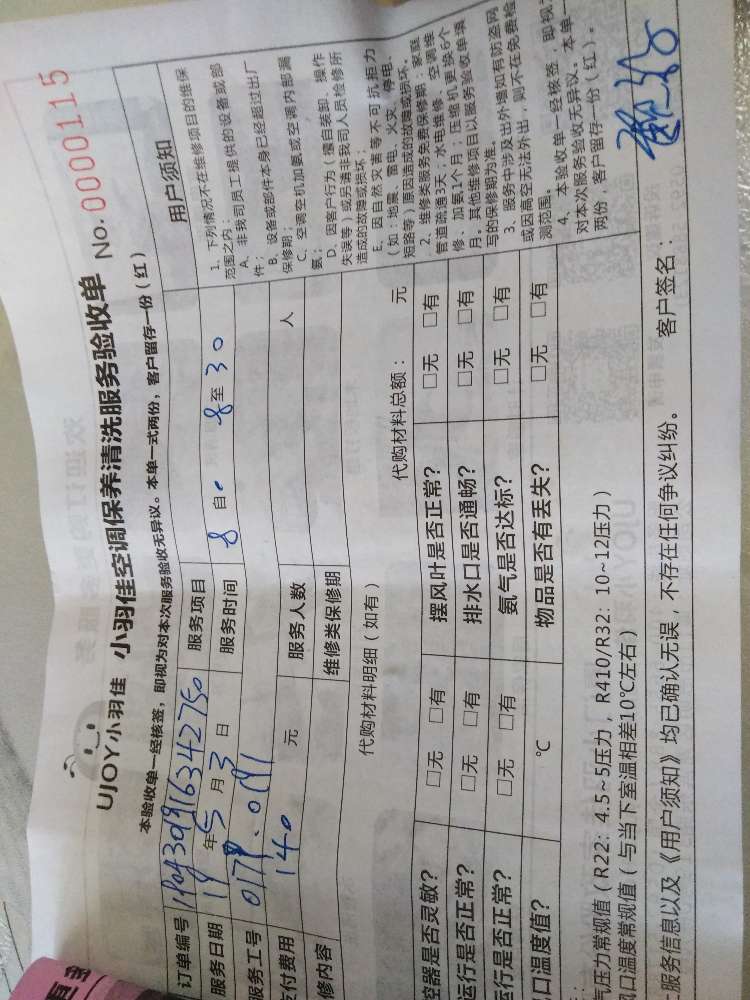 UJOY小羽佳 小羽佳空调保养清洗服务验收单 No. 0000115
本验收单一经核签，即视为对本次服务验收无异议。本单一式两份，客户留存一份（红）
订单编号 服务项目
服务日期 年 5 月 3 日 服务时间 8 自 8 至 30
服务工号 0179.0191
支付费用 140 元 服务人数 人
修内容 维修类保修期
代购材料明细（如有） 代购材料总额： 元
控器是否灵敏？ □无 □有 摆风叶是否正常？ □无 □有
运行是否正常？ □无 □有 排水口是否通畅？ □无 □有
运行是否正常？ □无 □有 氨气是否达标？ □无 □有
口温度值？ ℃ 物品是否有丢失？ □无 □有
用户须知
1、下列情况不在维修项目的维保
范围之内：
A、非我司员工提供的设备或部
件；
B、设备或部件本身已经超过出厂
保修期；
C、空调空机加氨或空调内部漏
氨；
D、因客户行为（擅自装卸、操作
失误等）或另请非我司人员检修所
造成的故障或损坏；
E、因自然灾害等不可抗拒力
（如：地震、雷电、火灾、停电、
短路等）原因造成的故障或损坏。
2、维修类服务免费保修期：家庭
管道疏通3天；水电维修、空调维
修、加氨1个月；压缩机更换6个
月。其他维修项目以服务验收单填
写的保修期为准。
3、服务中涉及出外墙如有防盗网
或因高空无法外出，则不在免费检
测范围。
4、本验收单一经核签，即视
对本次服务验收无异议。本单一
两份，客户留存一份（红）。
气压力常规值（R22：4.5~5压力，R410/R32：10~12压力）
口温度常规值（与当下室温相差10℃左右）
服务信息以及《用户须知》均已确认无误，不存在任何争议纠纷。 客户签名：